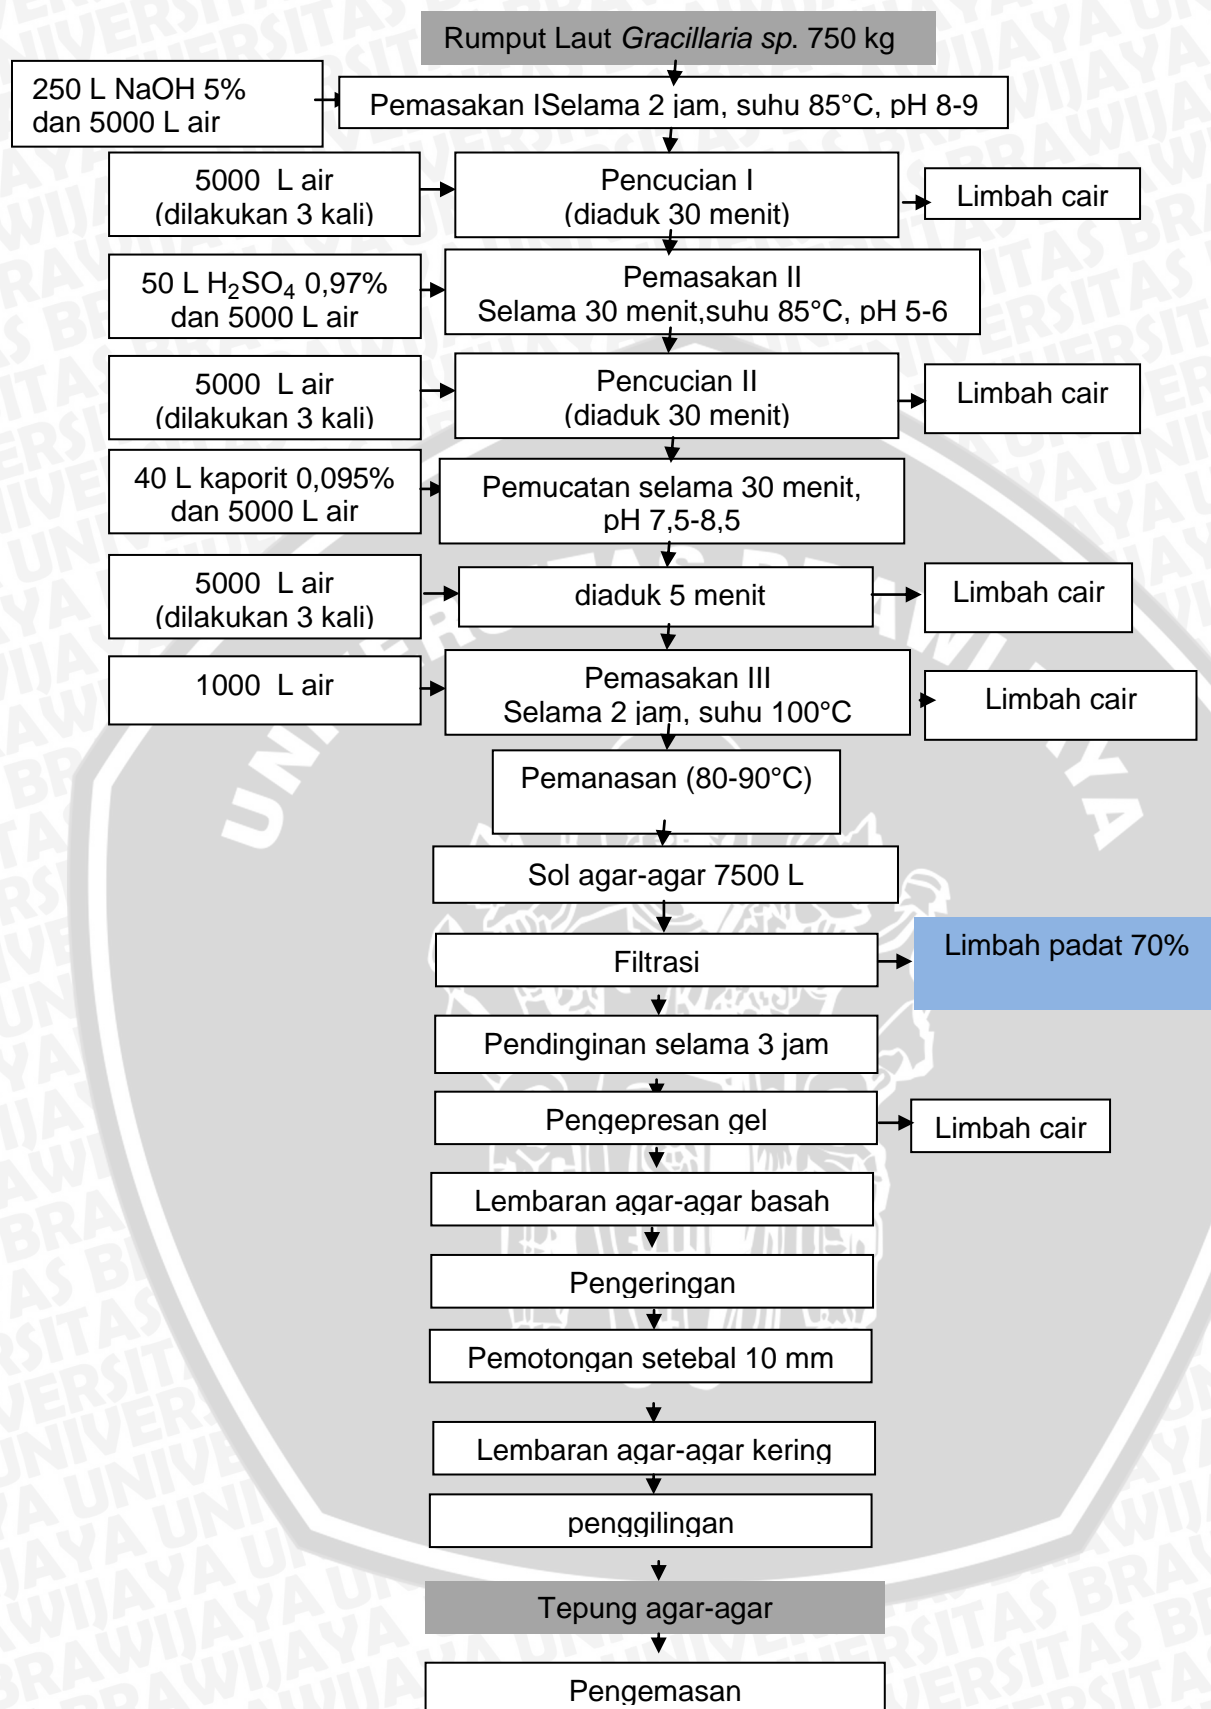 Rumput Laut Gracillaria sp. 750 kg
250 L NaOH 5%
dan 5000 L air
Pemasakan ISelama 2 jam, suhu 85°C, pH 8-9
5000 L air
(dilakukan 3 kali)
Pencucian I
(diaduk 30 menit)
Limbah cair
50 L H₂SO₄ 0,97%
dan 5000 L air
Pemasakan II
Selama 30 menit,suhu 85°C, pH 5-6
5000 L air
(dilakukan 3 kali)
Pencucian II
(diaduk 30 menit)
Limbah cair
40 L kaporit 0,095%
dan 5000 L air
Pemucatan selama 30 menit,
pH 7,5-8,5
5000 L air
(dilakukan 3 kali)
diaduk 5 menit
Limbah cair
1000 L air
Pemasakan III
Selama 2 jam, suhu 100°C
Limbah cair
Pemanasan (80-90°C)
Sol agar-agar 7500 L
Filtrasi
Limbah padat 70%
Pendinginan selama 3 jam
Pengepresan gel
Limbah cair
Lembaran agar-agar basah
Pengeringan
Pemotongan setebal 10 mm
Lembaran agar-agar kering
penggilingan
Tepung agar-agar
Pengemasan
UNIVERSITAS BRAWIJAYA